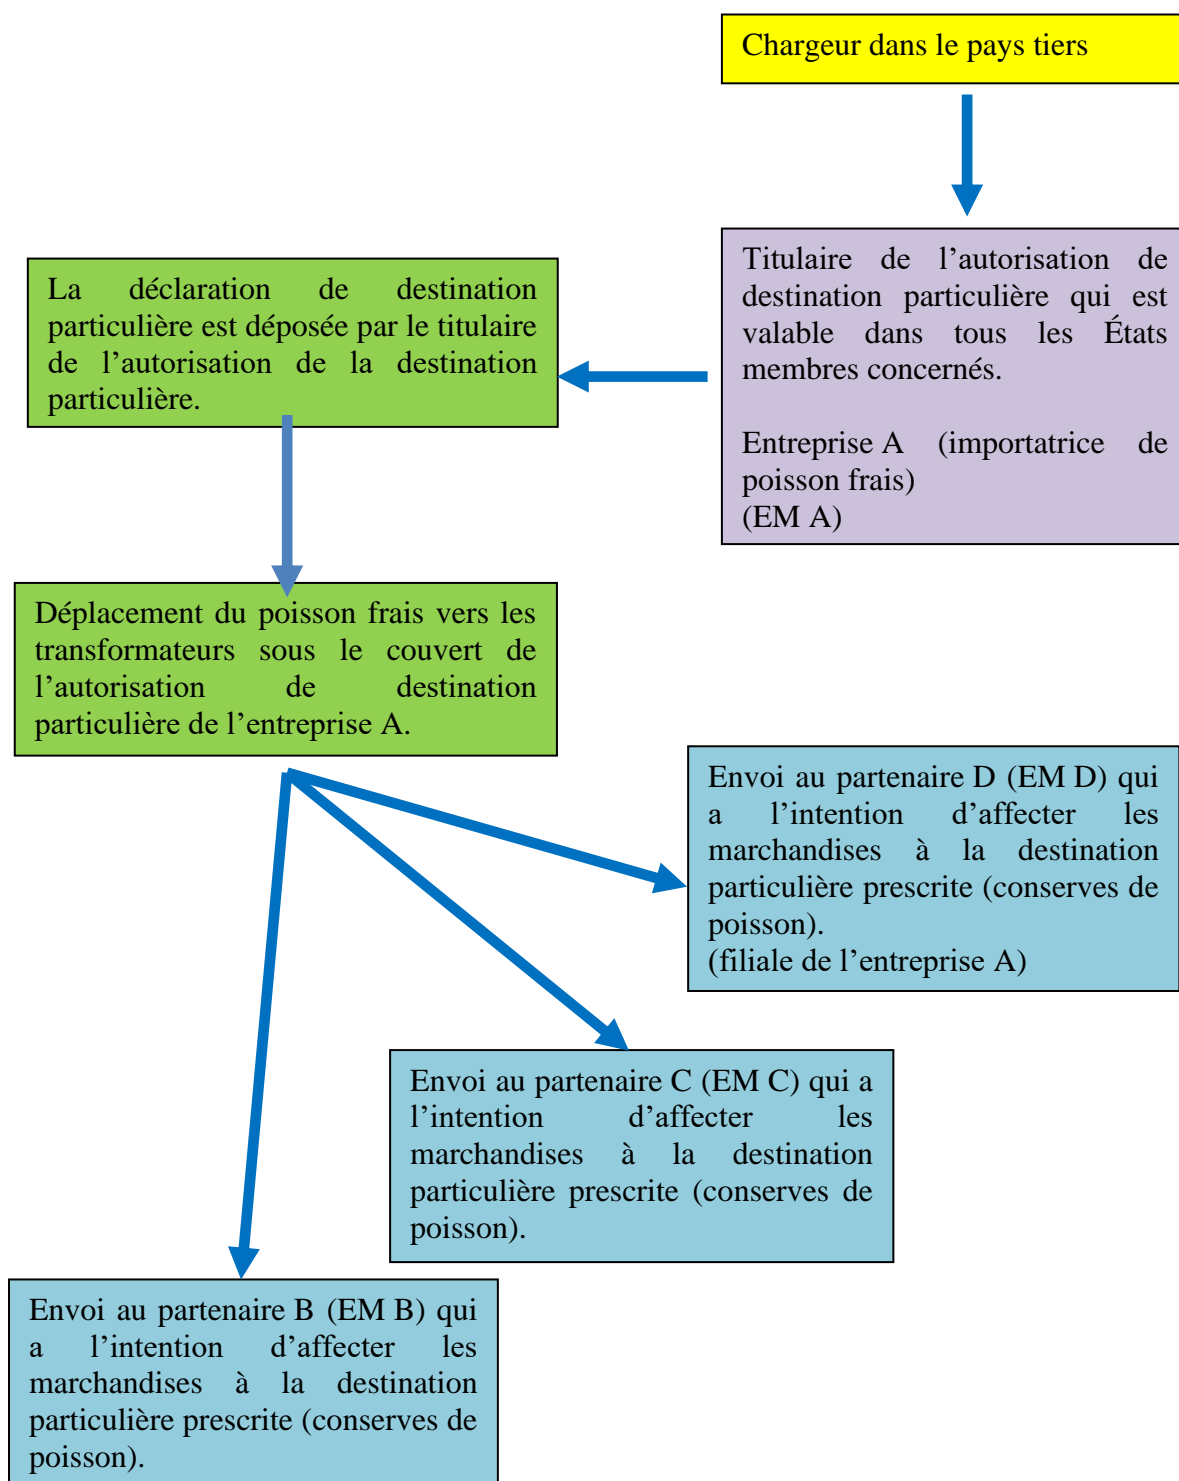 Chargeur dans le pays tiers
Titulaire de l’autorisation de
destination particulière qui est
valable dans tous les États
membres concernés.
Entreprise A (importatrice de
poisson frais)
(EM A)
La déclaration de destination
particulière est déposée par le titulaire
de l’autorisation de la destination
particulière.
Déplacement du poisson frais vers les
transformateurs sous le couvert de
l’autorisation de destination
particulière de l’entreprise A.
Envoi au partenaire D (EM D) qui
a l’intention d’affecter les
marchandises à la destination
particulière prescrite (conserves de
poisson).
(filiale de l’entreprise A)
Envoi au partenaire C (EM C) qui a
l’intention d’affecter les
marchandises à la destination
particulière prescrite (conserves de
poisson).
Envoi au partenaire B (EM B) qui
a l’intention d’affecter les
marchandises à la destination
particulière prescrite (conserves de
poisson).